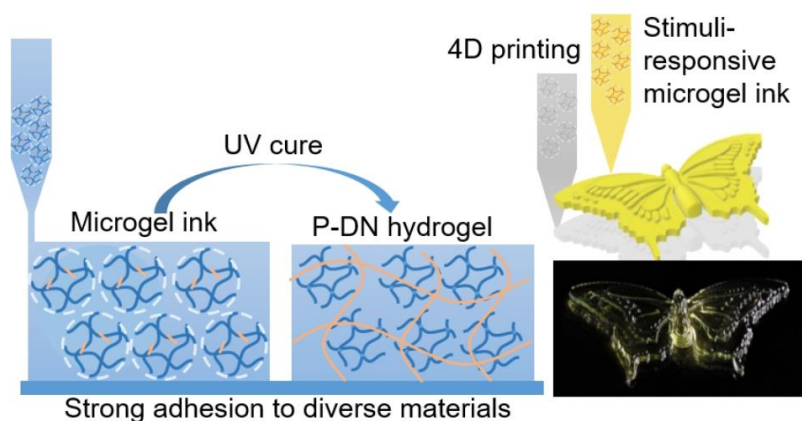 4D printing
Stimuli-
responsive
microgel ink
UV cure
Microgel ink
P-DN hydrogel
Strong adhesion to diverse materials